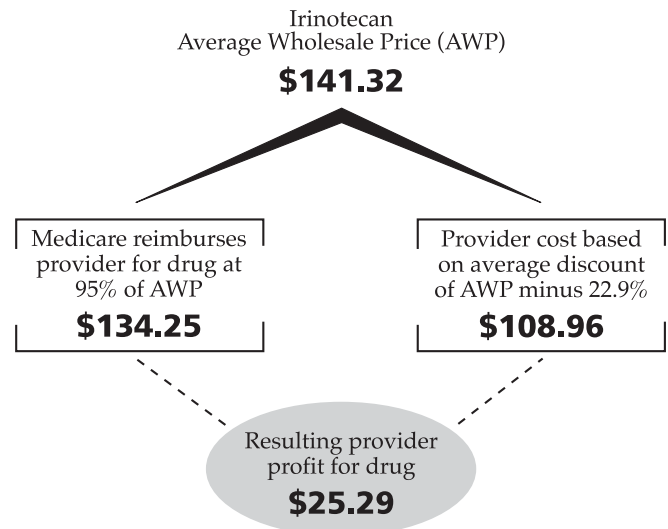 Irinotecan
Average Wholesale Price (AWP)
$141.32
Medicare reimburses
provider for drug at
95% of AWP
$134.25
Provider cost based
on average discount
of AWP minus 22.9%
$108.96
Resulting provider
profit for drug
$25.29